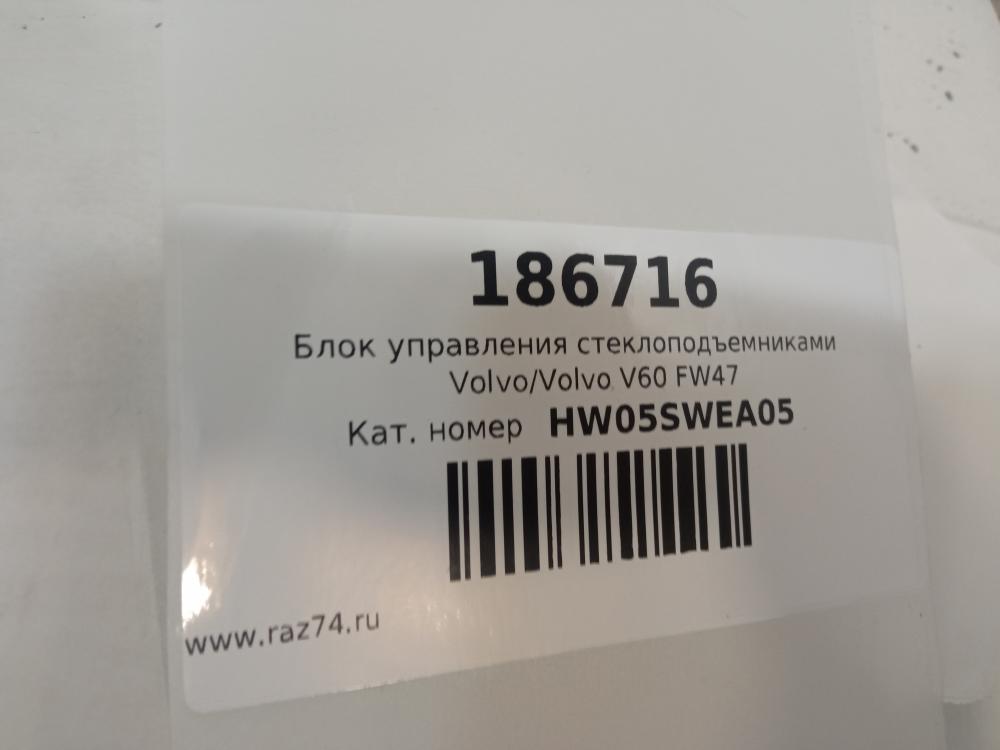 186716
Блок управления стеклоподъемниками
Volvo/Volvo V60 FW47
Кат. номер HW05SWEA05
www.raz74.ru